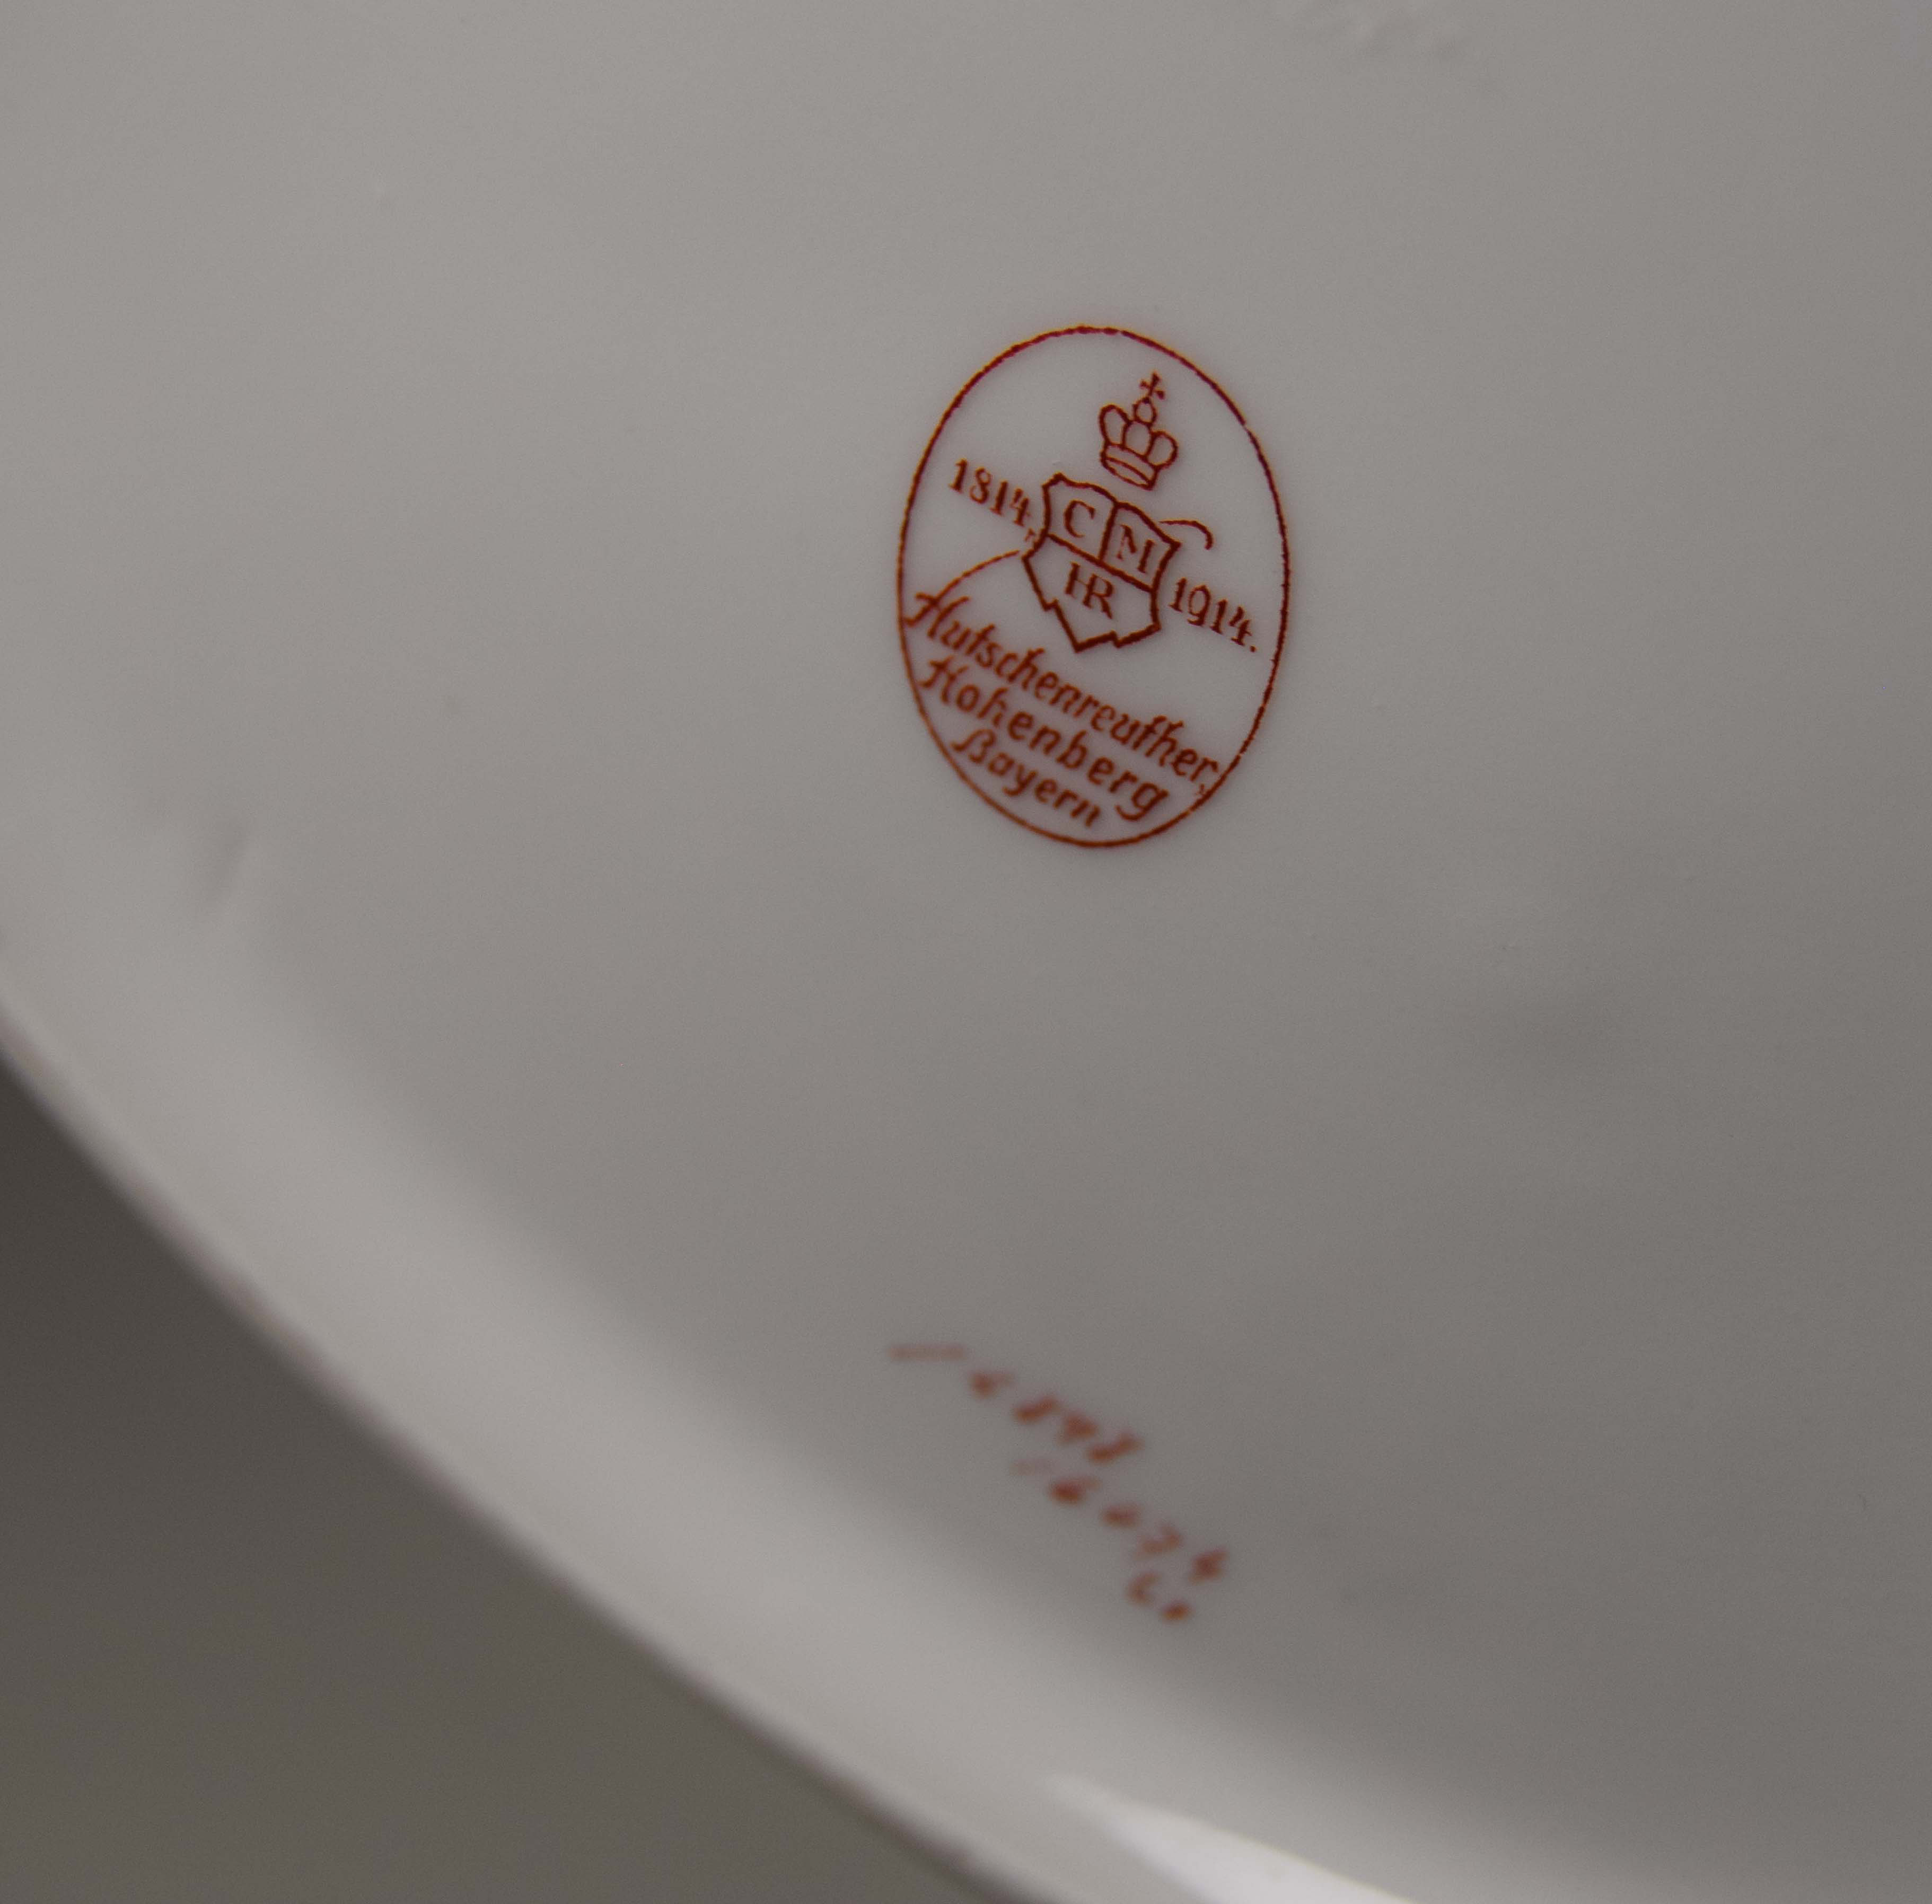 1814
C M
HR
1914.
Hutschenreuther,
Hohenberg
Bayern